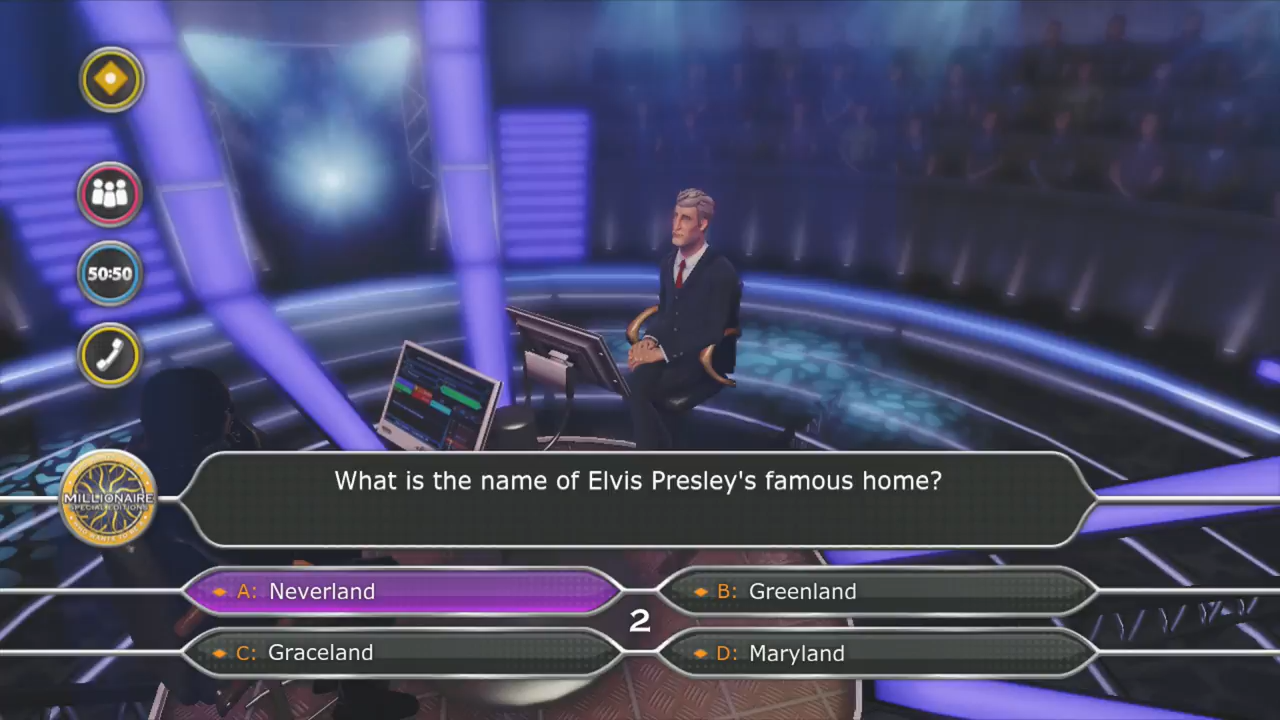 50:50
MILLIONAIRE
SPECIAL EDITIONS
What is the name of Elvis Presley's famous home?
A: Neverland
B: Greenland
2
C: Graceland
D: Maryland